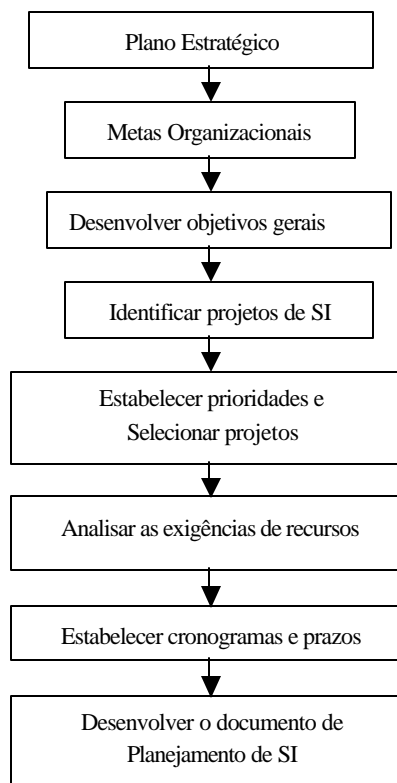 Plano Estratégico
Metas Organizacionais
Desenvolver objetivos gerais
Identificar projetos de SI
Estabelecer prioridades e
Selecionar projetos
Analisar as exigências de recursos
Estabelecer cronogramas e prazos
Desenvolver o documento de
Planejamento de SI